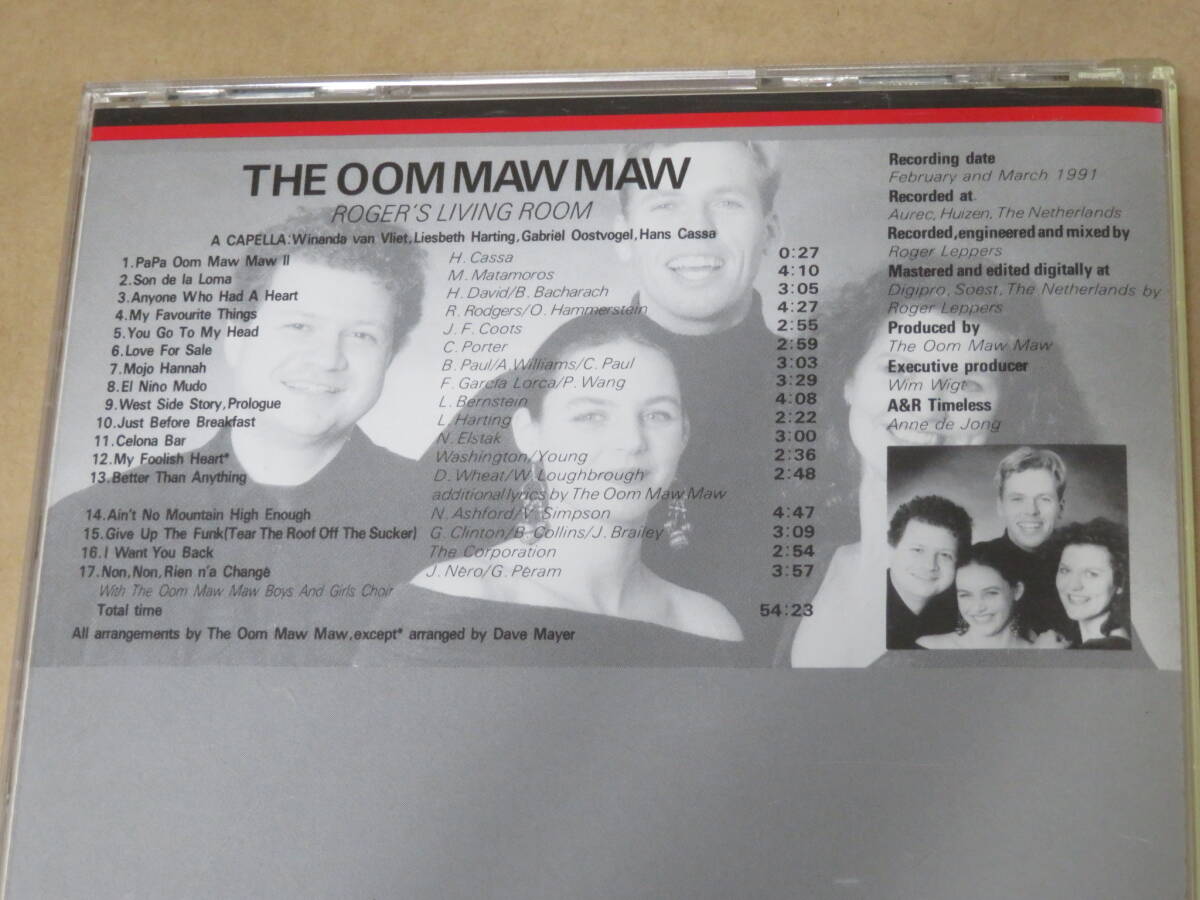 THE OOM MAW MAW
ROGER'S LIVING ROOM
A CAPELLA: Winanda van Vliet, Liesbeth Harting, Gabriël Oostvogel, Hans Cassa
1. PaPa Oom Maw Maw II H. Cassa 0:27
2. Son de la Loma M. Matamoros 4:10
3. Anyone Who Had A Heart H. David/B. Bacharach 3:05
4. My Favourite Things R. Rodgers/O. Hammerstein 4:27
5. You Go To My Head J. F. Coots 2:55
6. Love For Sale C. Porter 2:59
7. Mojo Hannah B. Paul/A. Williams/C. Paul 3:03
8. El Niño Mudo F. García Lorca/P. Wang 3:29
9. West Side Story, Prologue L. Bernstein 4:08
10. Just Before Breakfast L. Harting 2:22
11. Celona Bar N. Elstak 3:00
12. My Foolish Heart* Washington/Young 2:36
13. Better Than Anything D. Wheat/W. Loughbrough 2:48
additional lyrics by The Oom Maw Maw
14. Ain't No Mountain High Enough N. Ashford/V. Simpson 4:47
15. Give Up The Funk (Tear The Roof Off The Sucker) G. Clinton/B. Collins/J. Brailey 3:09
16. I Want You Back The Corporation 2:54
17. Non, Non, Rien n'a Changé J. Néro/G. Péram 3:57
With The Oom Maw Maw Boys And Girls Choir
Total time 54:23
All arrangements by The Oom Maw Maw, except* arranged by Dave Mayer
Recording date
February and March 1991
Recorded at
Aurec, Huizen, The Netherlands
Recorded, engineered and mixed by
Roger Leppers
Mastered and edited digitally at
Digipro, Soest, The Netherlands by
Roger Leppers
Produced by
The Oom Maw Maw
Executive producer
Wim Wigt
A&R Timeless
Anne de Jong